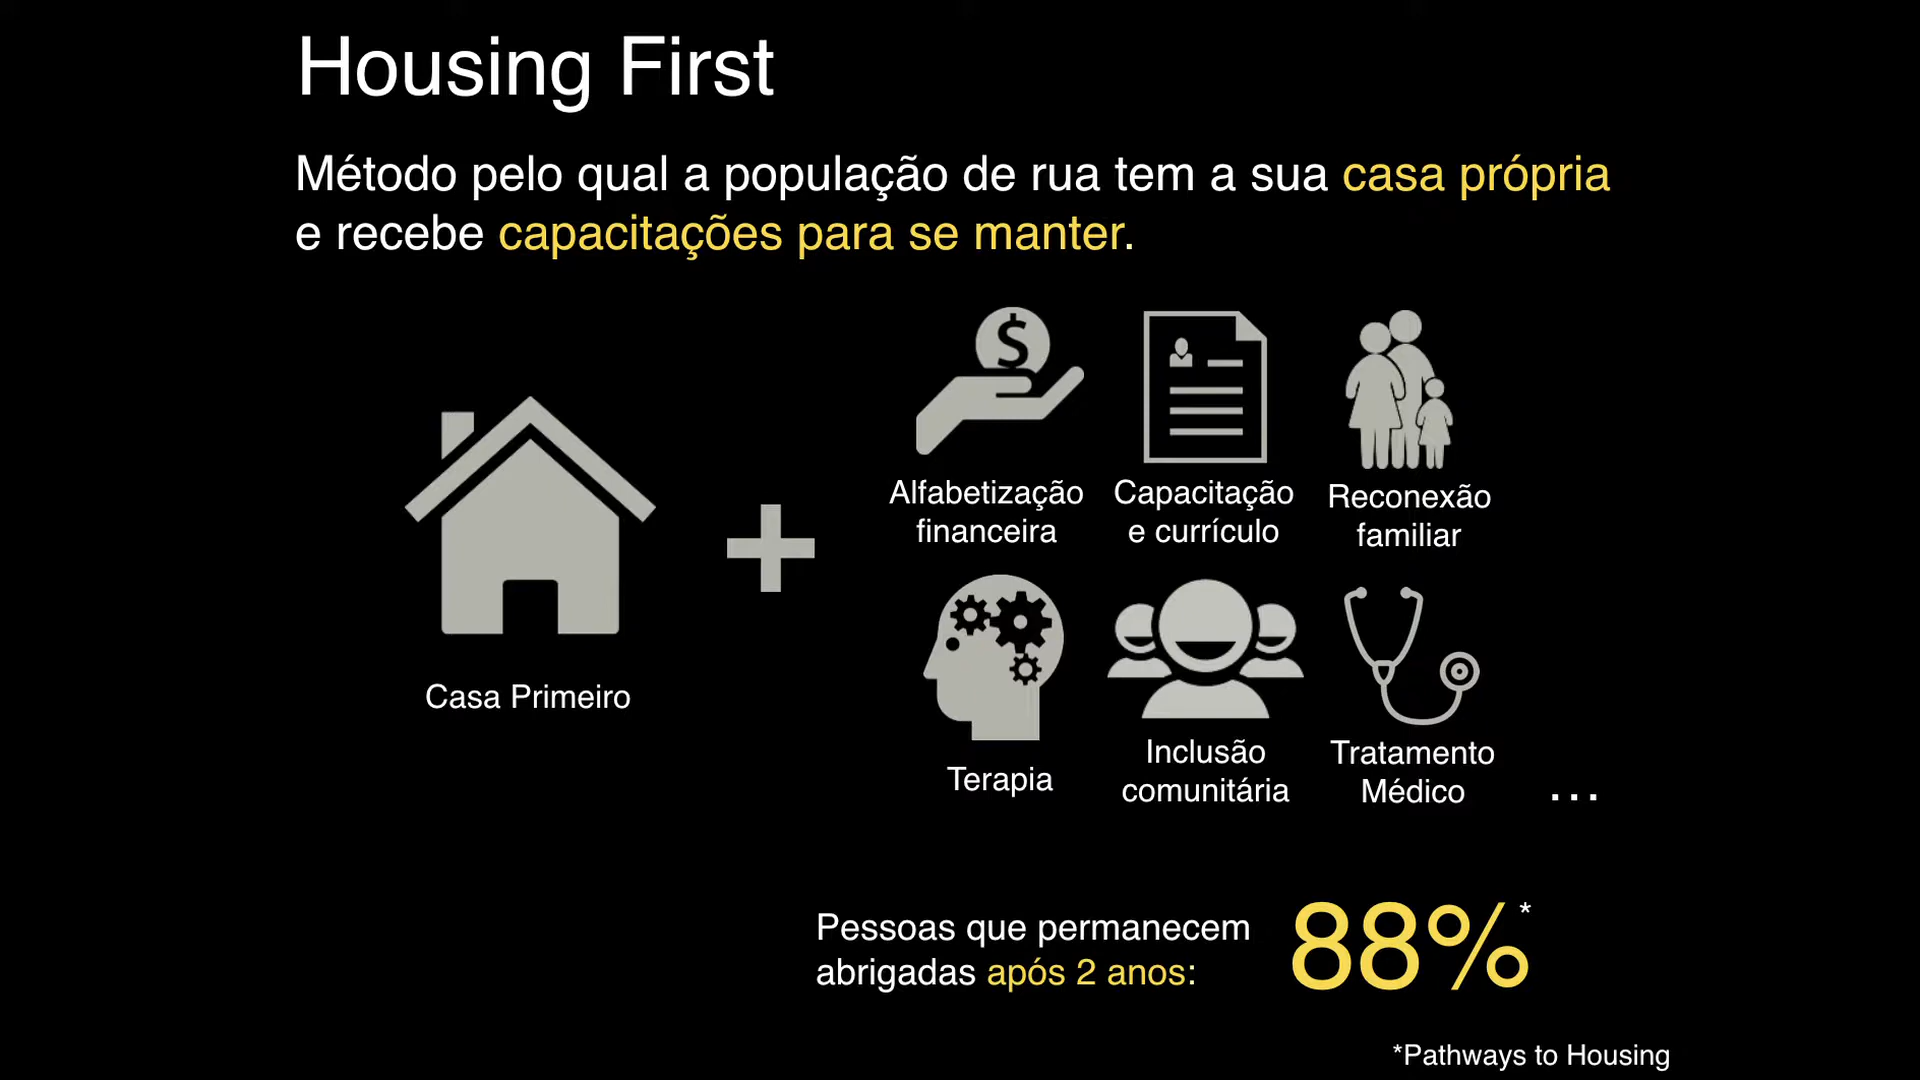 Housing First
Método pelo qual a população de rua tem a sua casa própria
e recebe capacitações para se manter.
$
Alfabetização
financeira
Capacitação
e currículo
Reconexão
familiar
Casa Primeiro
Terapia
Inclusão
comunitária
Tratamento
Médico
...
Pessoas que permanecem
abrigadas após 2 anos:
88%*
*Pathways to Housing